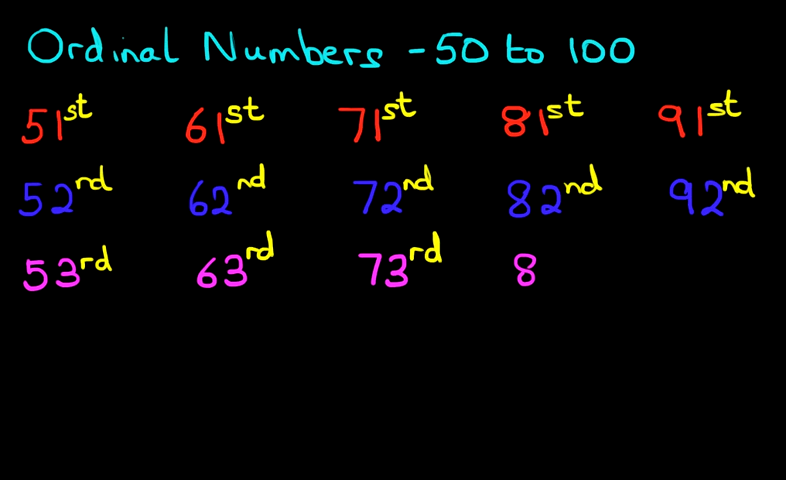 Ordinal Numbers - 50 to 100
51st 61st 71st 81st 91st
52nd 62nd 72nd 82nd 92nd
53rd 63rd 73rd 8